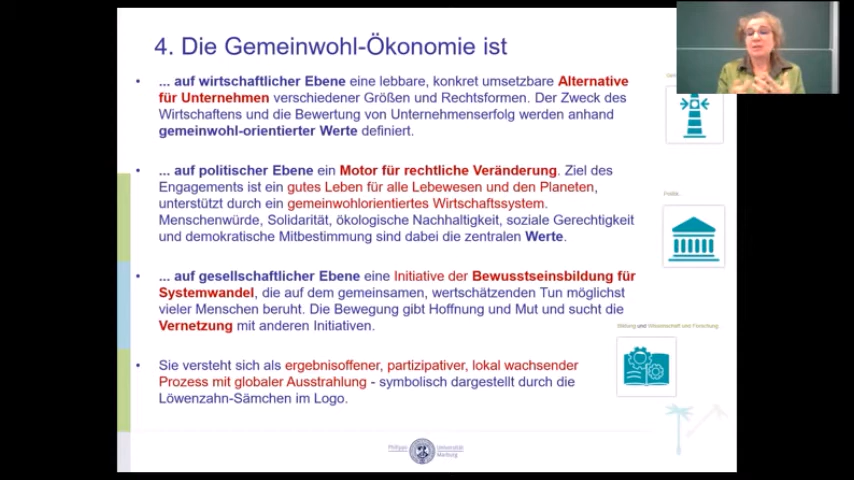 4. Die Gemeinwohl-Ökonomie ist
• ... auf wirtschaftlicher Ebene eine lebbare, konkret umsetzbare Alternative
für Unternehmen verschiedener Größen und Rechtsformen. Der Zweck des
Wirtschaftens und die Bewertung von Unternehmenserfolg werden anhand
gemeinwohl-orientierter Werte definiert.
• ... auf politischer Ebene ein Motor für rechtliche Veränderung. Ziel des
Engagements ist ein gutes Leben für alle Lebewesen und den Planeten,
unterstützt durch ein gemeinwohlorientiertes Wirtschaftssystem.
Menschenwürde, Solidarität, ökologische Nachhaltigkeit, soziale Gerechtigkeit
und demokratische Mitbestimmung sind dabei die zentralen Werte.
Politik...
• ... auf gesellschaftlicher Ebene eine Initiative der Bewusstseinsbildung für
Systemwandel, die auf dem gemeinsamen, wertschätzenden Tun möglichst
vieler Menschen beruht. Die Bewegung gibt Hoffnung und Mut und sucht die
Vernetzung mit anderen Initiativen.
Bildung und Wissenschaft und Forschung
• Sie versteht sich als ergebnisoffener, partizipativer, lokal wachsender
Prozess mit globaler Ausstrahlung - symbolisch dargestellt durch die
Löwenzahn-Sämchen im Logo.
Philipps Universität
Marburg